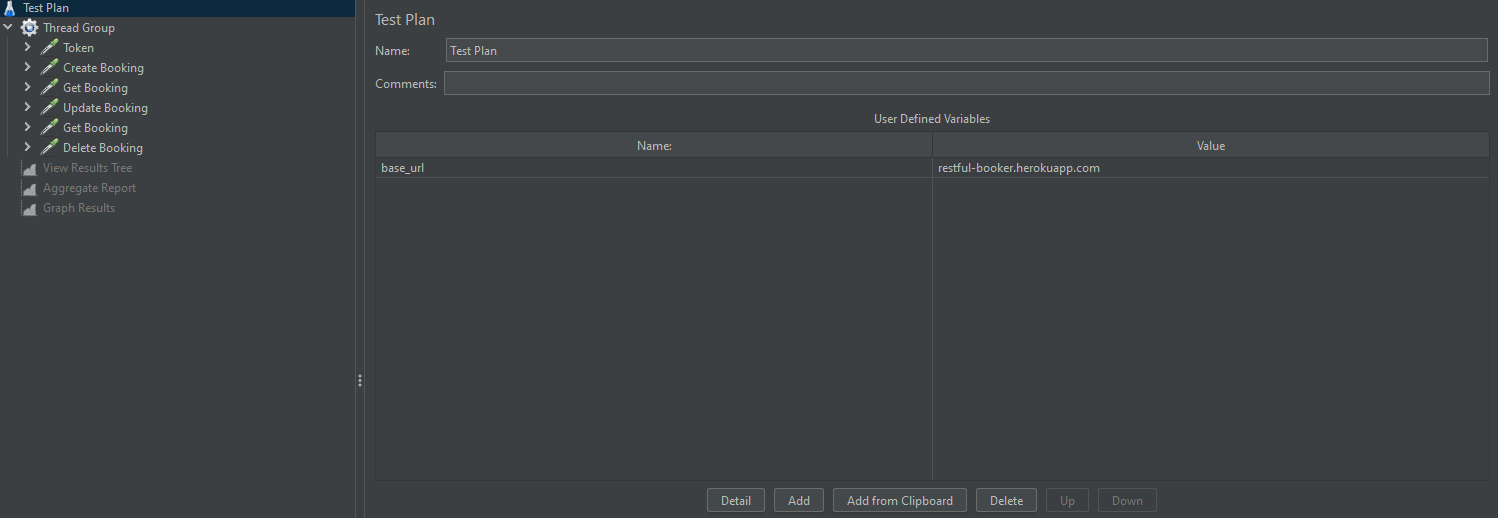 Test Plan
Thread Group
Token
Create Booking
Get Booking
Update Booking
Get Booking
Delete Booking
View Results Tree
Aggregate Report
Graph Results
Test Plan
Name: Test Plan
Comments:
User Defined Variables
Name: Value
base_url restful-booker.herokuapp.com
Detail Add Add from Clipboard Delete Up Down